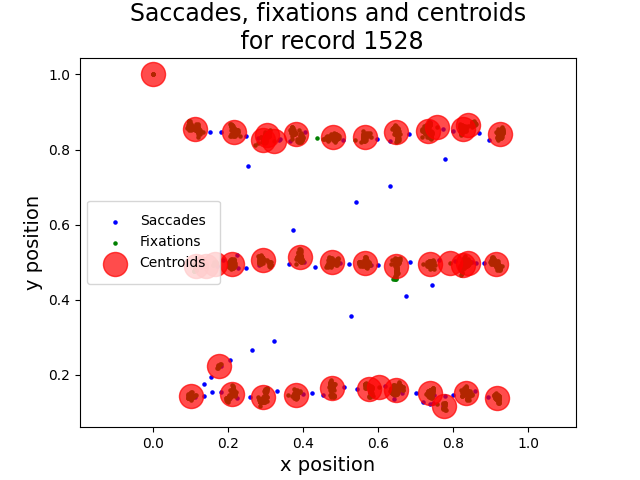 Saccades, fixations and centroids
for record 1528
1.0
0.8
0.6
0.4
0.2
y position
Saccades
Fixations
Centroids
0.0
0.2
0.4
0.6
0.8
1.0
x position